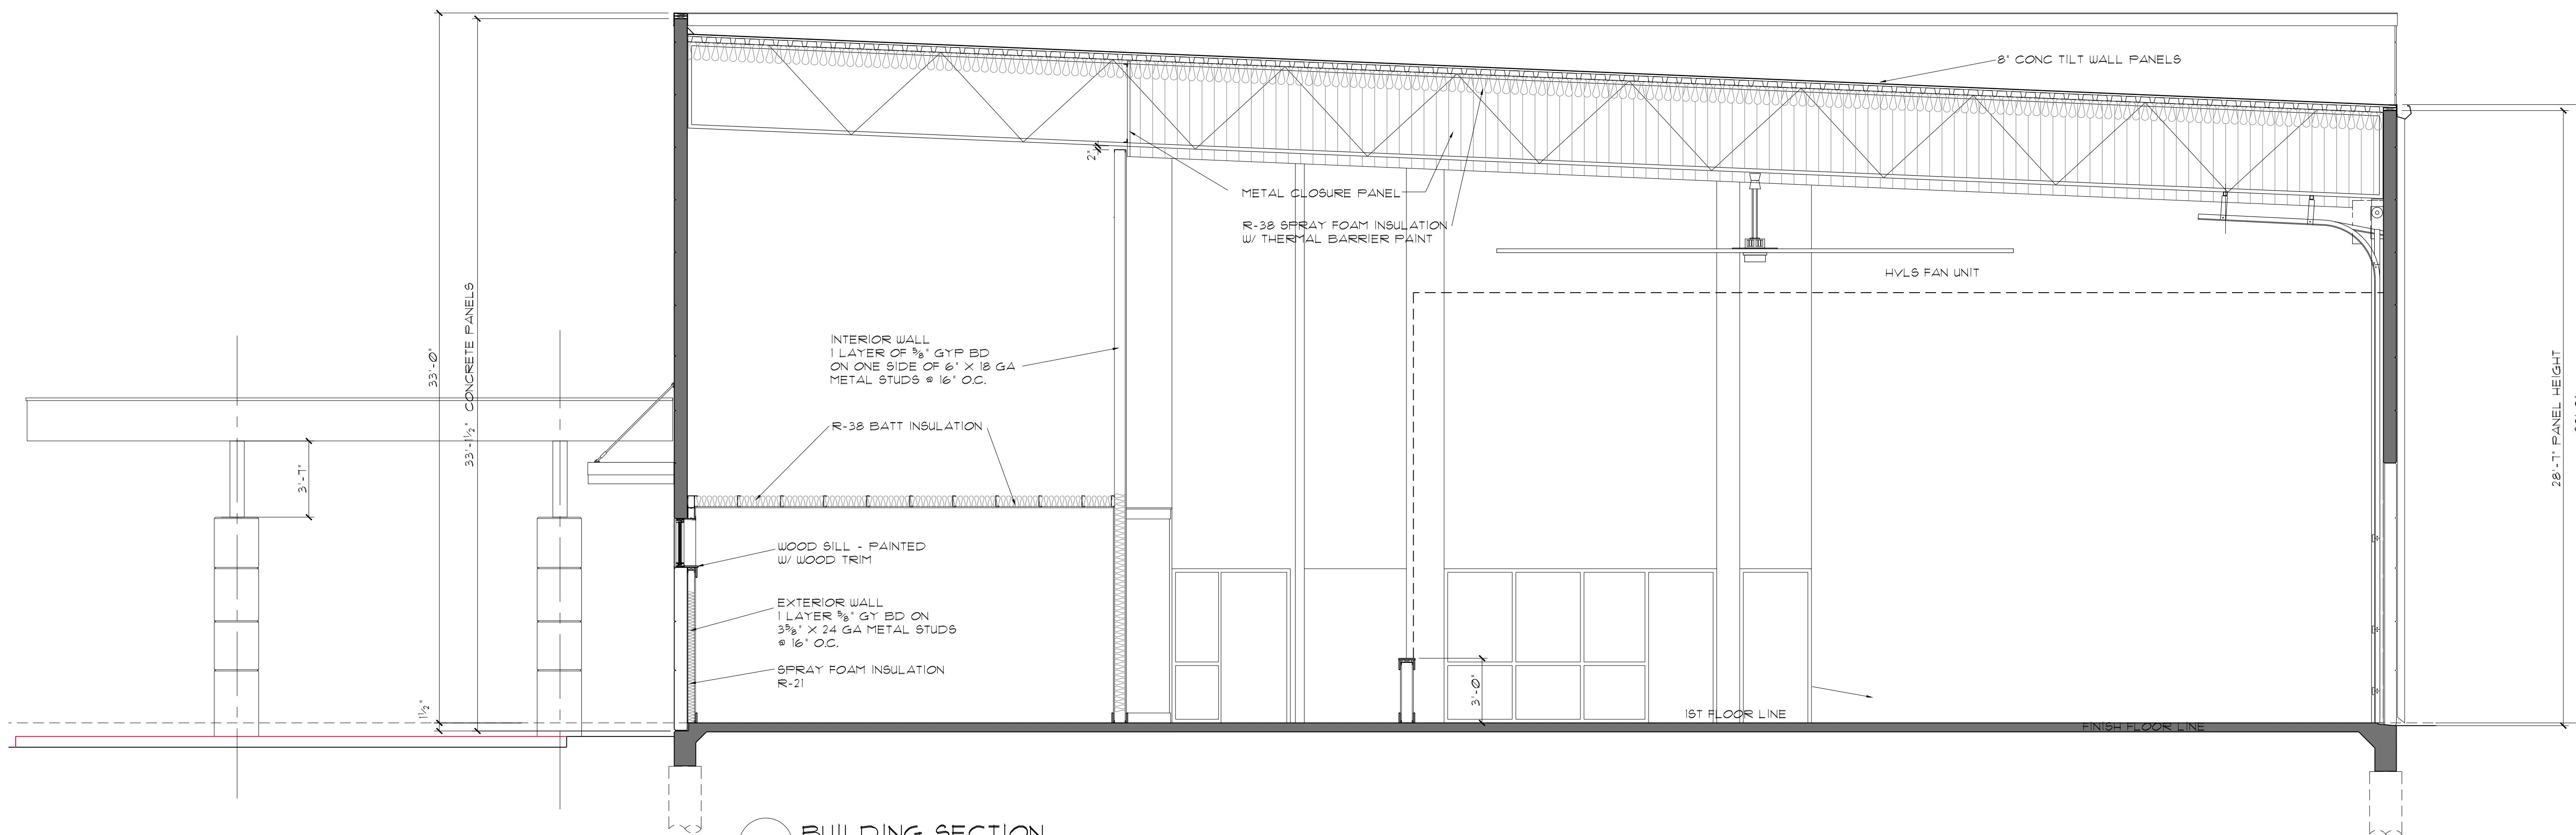 8" CONC TILT WALL PANELS
2"
METAL CLOSURE PANEL
R-38 SPRAY FOAM INSULATION
W/ THERMAL BARRIER PAINT
HVLS FAN UNIT
33'-0"
33'-1½" CONCRETE PANELS
INTERIOR WALL
1 LAYER OF ⅝" GYP BD
ON ONE SIDE OF 6" X 18 GA
METAL STUDS @ 16" O.C.
28'-7" PANEL HEIGHT
R-38 BATT INSULATION
3'-7"
WOOD SILL - PAINTED
W/ WOOD TRIM
EXTERIOR WALL
1 LAYER ⅝" GY BD ON
3⅝" X 24 GA METAL STUDS
@ 16" O.C.
SPRAY FOAM INSULATION
R-21
3'-0"
1½"
1ST FLOOR LINE
FINISH FLOOR LINE
BUILDING SECTION